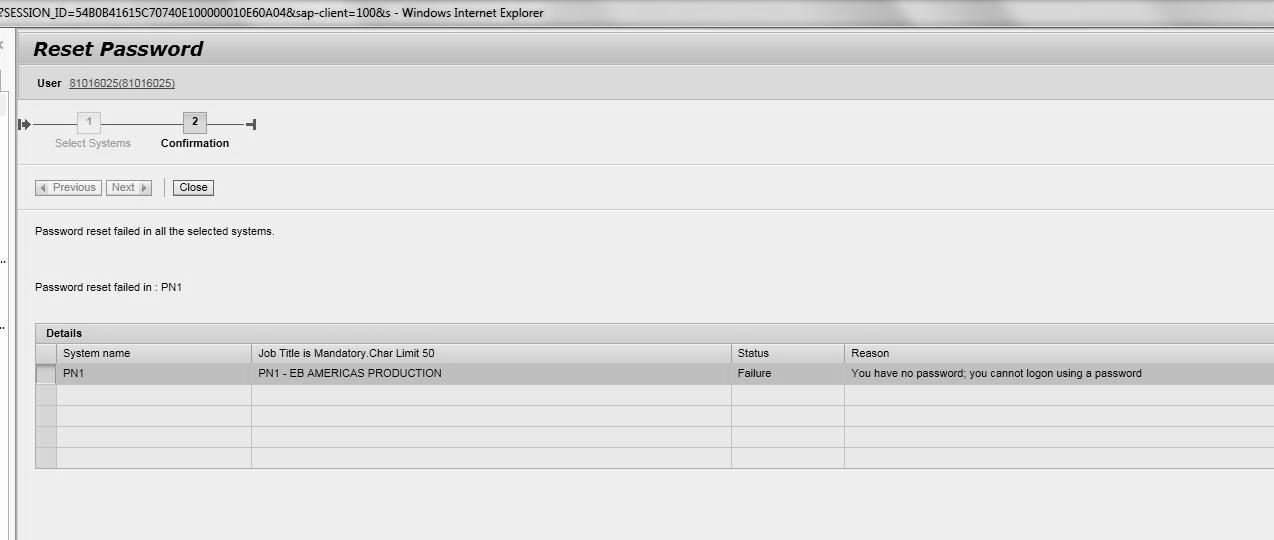 ?SESSION_ID=54B0B41615C70740E100000010E60A04&sap-client=100&s - Windows Internet Explorer
Reset Password
User 81016025(81016025)
1 2
Select Systems Confirmation
Previous Next Close
Password reset failed in all the selected systems.
Password reset failed in : PN1
Details
System name Job Title is Mandatory.Char Limit 50 Status Reason
PN1 PN1 - EB AMERICAS PRODUCTION Failure You have no password; you cannot logon using a password